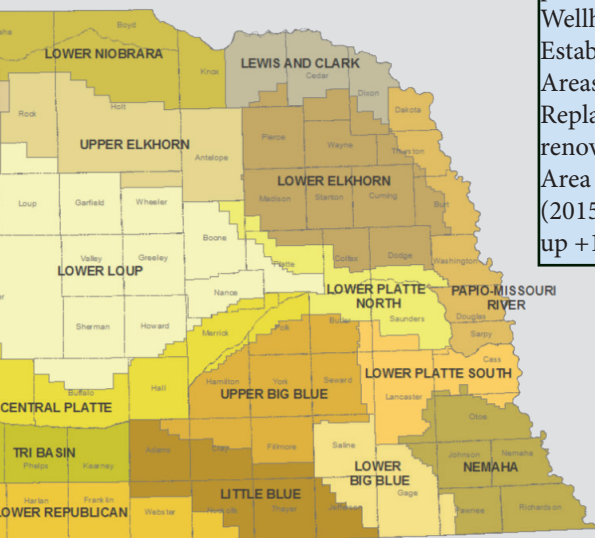 Boyd
LOWER NIOBRARA
Knox
LEWIS AND CLARK
Cedar
Dixon
Rock
Holt
Dakota
UPPER ELKHORN
Antelope
Pierce
Wayne
Thurston
LOWER ELKHORN
Madison
Stanton
Cuming
Burt
Loup
Garfield
Wheeler
Boone
Platte
Colfax
Dodge
Washington
Valley
Greeley
LOWER LOUP
Nance
LOWER PLATTE
NORTH
PAPIO-MISSOURI
RIVER
Sherman
Howard
Merrick
Polk
Butler
Saunders
Douglas
Sarpy
Cass
Buffalo
Hall
Hamilton
York
Seward
LOWER PLATTE SOUTH
UPPER BIG BLUE
Lancaster
CENTRAL PLATTE
Otoe
TRI BASIN
Phelps
Kearney
Adams
Clay
Fillmore
Saline
LOWER
BIG BLUE
Gage
Johnson
Nemaha
NEMAHA
Harlan
Franklin
OWER REPUBLICAN
Webster
LITTLE BLUE
Nuckolls
Thayer
Jefferson
Pawnee
Richardson
Wellh
Estab
Areas
Repla
renov
Area
(2015
up +1